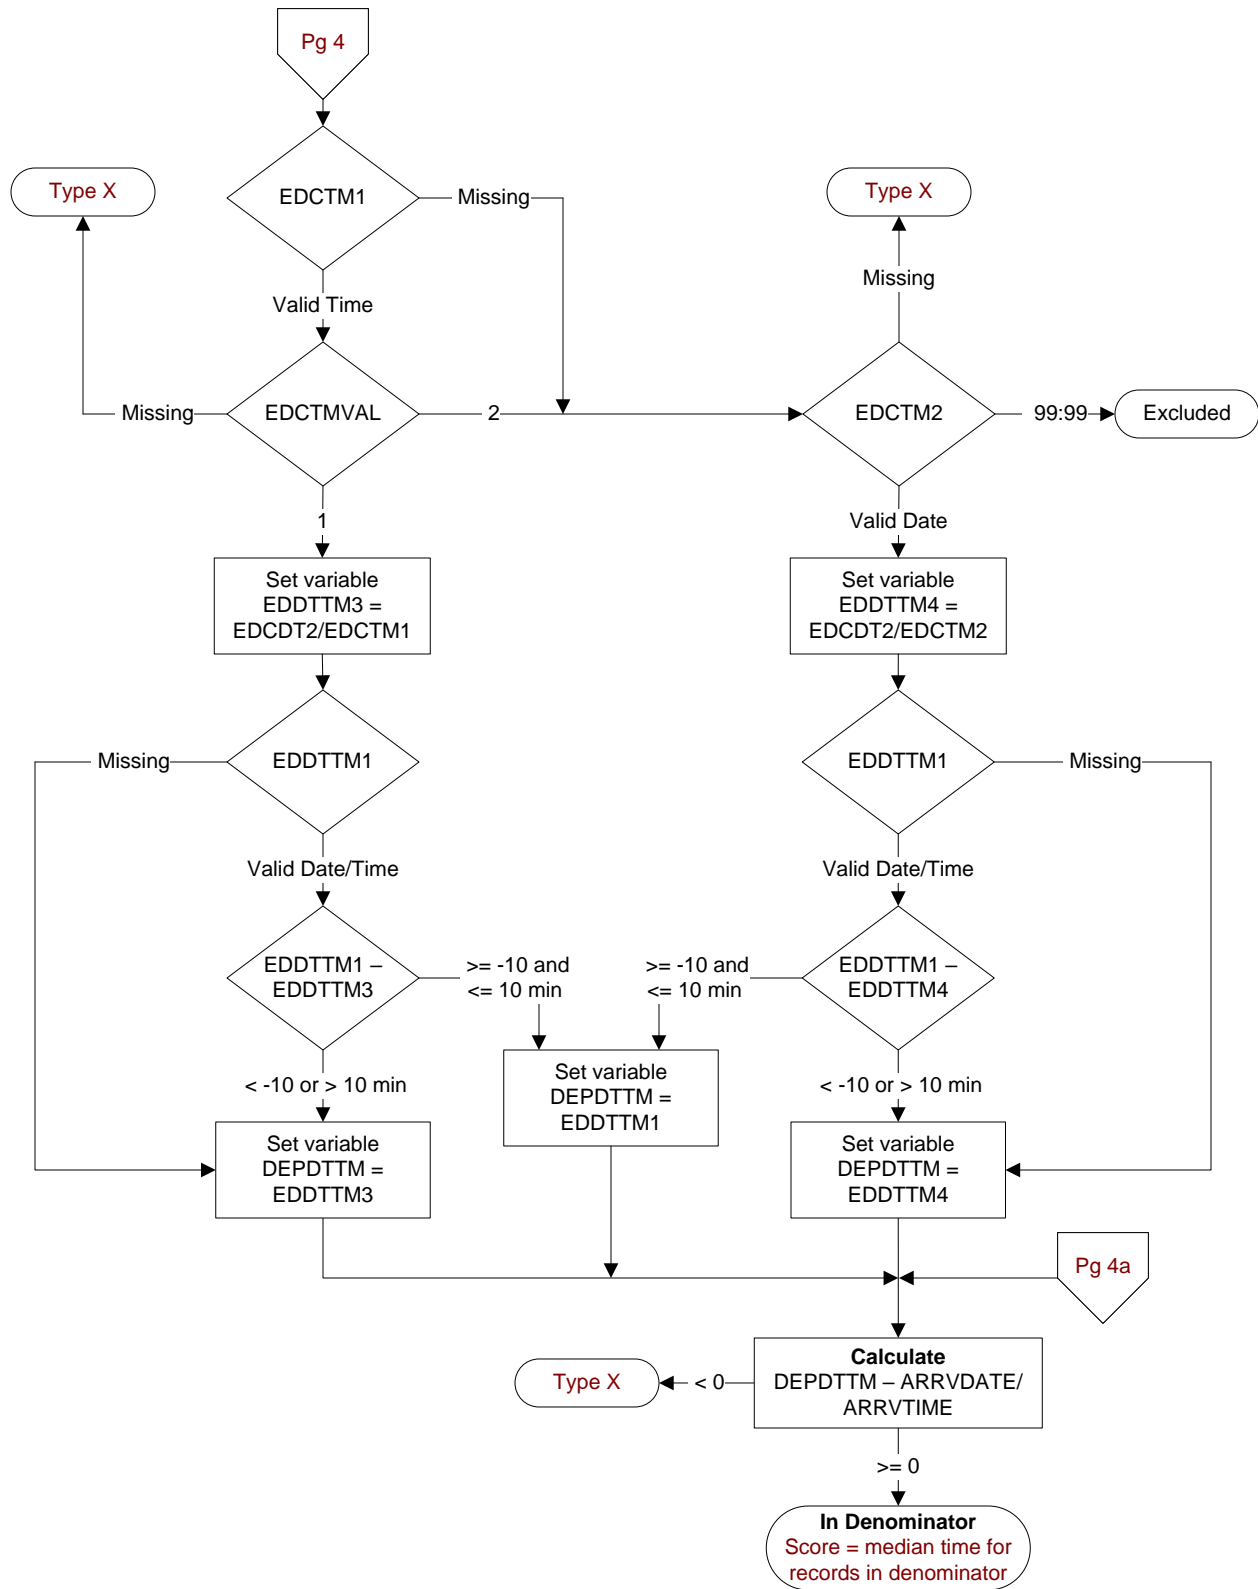 Pg 4
EDCTM1
Missing
Type X
Type X
Missing
Valid Time
Missing
EDCTMVAL
2
EDCTM2
99:99
Excluded
1
Valid Date
Set variable
EDDTTM3 =
EDCDT2/EDCTM1
Set variable
EDDTTM4 =
EDCDT2/EDCTM2
Missing
EDDTTM1
EDDTTM1
Missing
Valid Date/Time
Valid Date/Time
EDDTTM1 –
EDDTTM3
>= -10 and
<= 10 min
>= -10 and
<= 10 min
EDDTTM1 –
EDDTTM4
< -10 or > 10 min
Set variable
DEPDTTM =
EDDTTM1
< -10 or > 10 min
Set variable
DEPDTTM =
EDDTTM3
Set variable
DEPDTTM =
EDDTTM4
Pg 4a
Type X
< 0
Calculate
DEPDTTM – ARRVDATE/
ARRVTIME
>= 0
In Denominator
Score = median time for
records in denominator